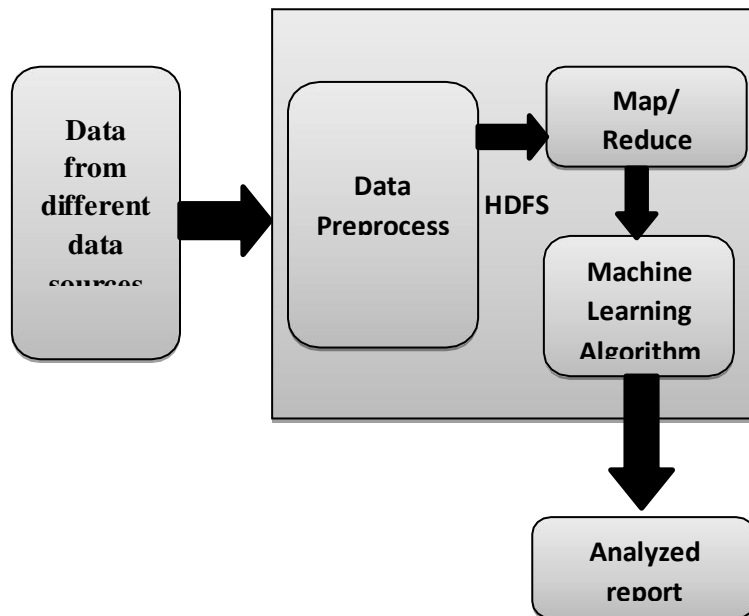 Data
from
different
data
sources
Data
Preprocess
HDFS
Map/
Reduce
Machine
Learning
Algorithm
Analyzed
report